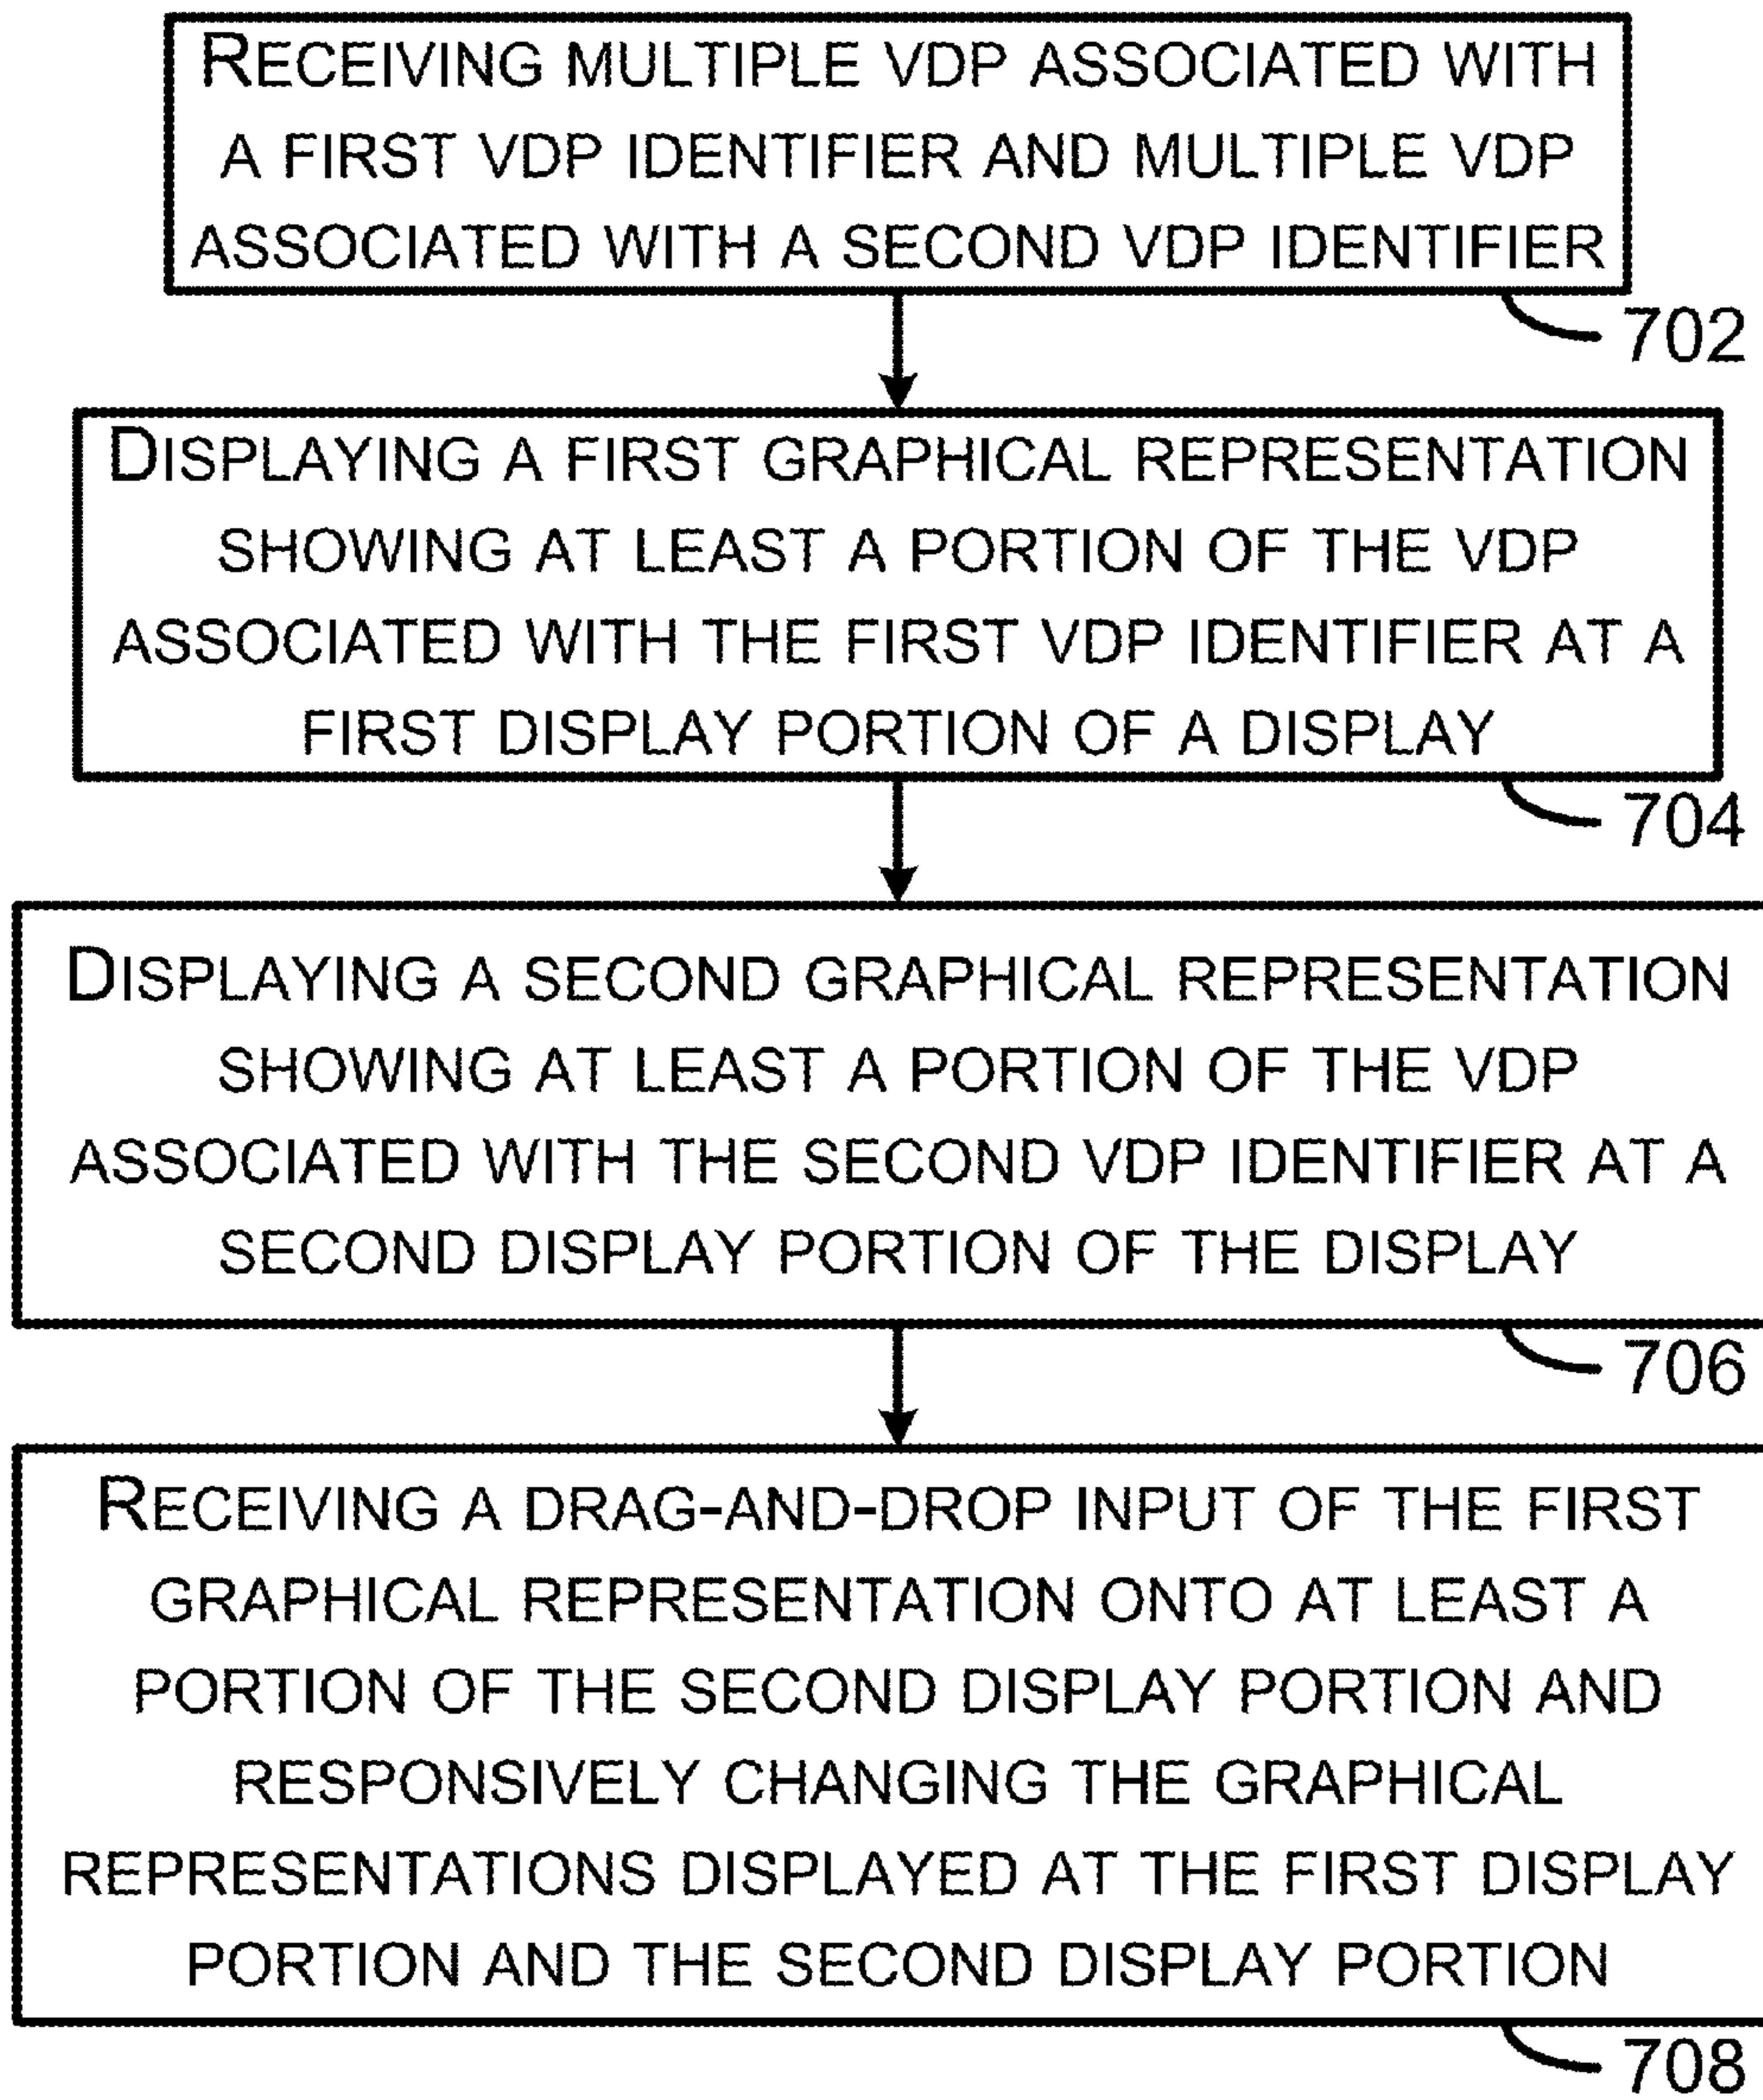 RECEIVING MULTIPLE VDP ASSOCIATED WITH
A FIRST VDP IDENTIFIER AND MULTIPLE VDP
ASSOCIATED WITH A SECOND VDP IDENTIFIER
702
DISPLAYING A FIRST GRAPHICAL REPRESENTATION
SHOWING AT LEAST A PORTION OF THE VDP
ASSOCIATED WITH THE FIRST VDP IDENTIFIER AT A
FIRST DISPLAY PORTION OF A DISPLAY
704
DISPLAYING A SECOND GRAPHICAL REPRESENTATION
SHOWING AT LEAST A PORTION OF THE VDP
ASSOCIATED WITH THE SECOND VDP IDENTIFIER AT A
SECOND DISPLAY PORTION OF THE DISPLAY
706
RECEIVING A DRAG-AND-DROP INPUT OF THE FIRST
GRAPHICAL REPRESENTATION ONTO AT LEAST A
PORTION OF THE SECOND DISPLAY PORTION AND
RESPONSIVELY CHANGING THE GRAPHICAL
REPRESENTATIONS DISPLAYED AT THE FIRST DISPLAY
PORTION AND THE SECOND DISPLAY PORTION
708